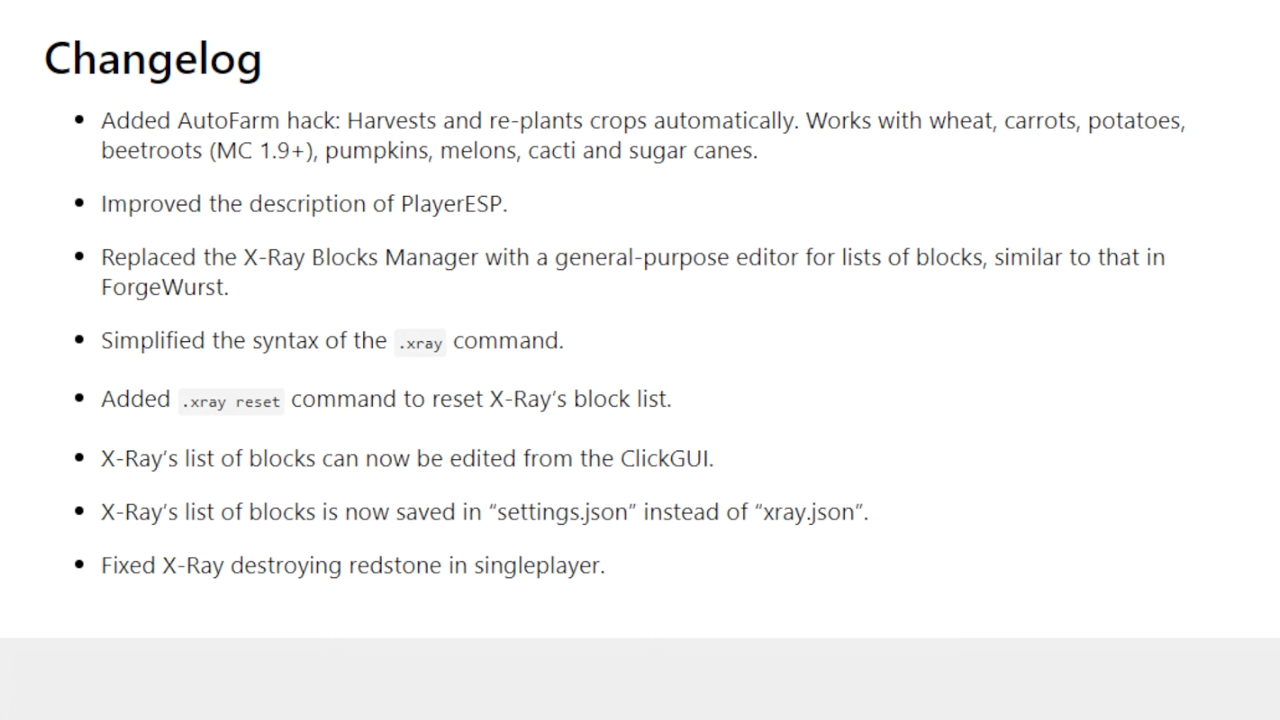 Changelog
• Added AutoFarm hack: Harvests and re-plants crops automatically. Works with wheat, carrots, potatoes,
beetroots (MC 1.9+), pumpkins, melons, cacti and sugar canes.
• Improved the description of PlayerESP.
• Replaced the X-Ray Blocks Manager with a general-purpose editor for lists of blocks, similar to that in
ForgeWurst.
• Simplified the syntax of the .xray command.
• Added .xray reset command to reset X-Ray’s block list.
• X-Ray’s list of blocks can now be edited from the ClickGUI.
• X-Ray’s list of blocks is now saved in “settings.json” instead of “xray.json”.
• Fixed X-Ray destroying redstone in singleplayer.